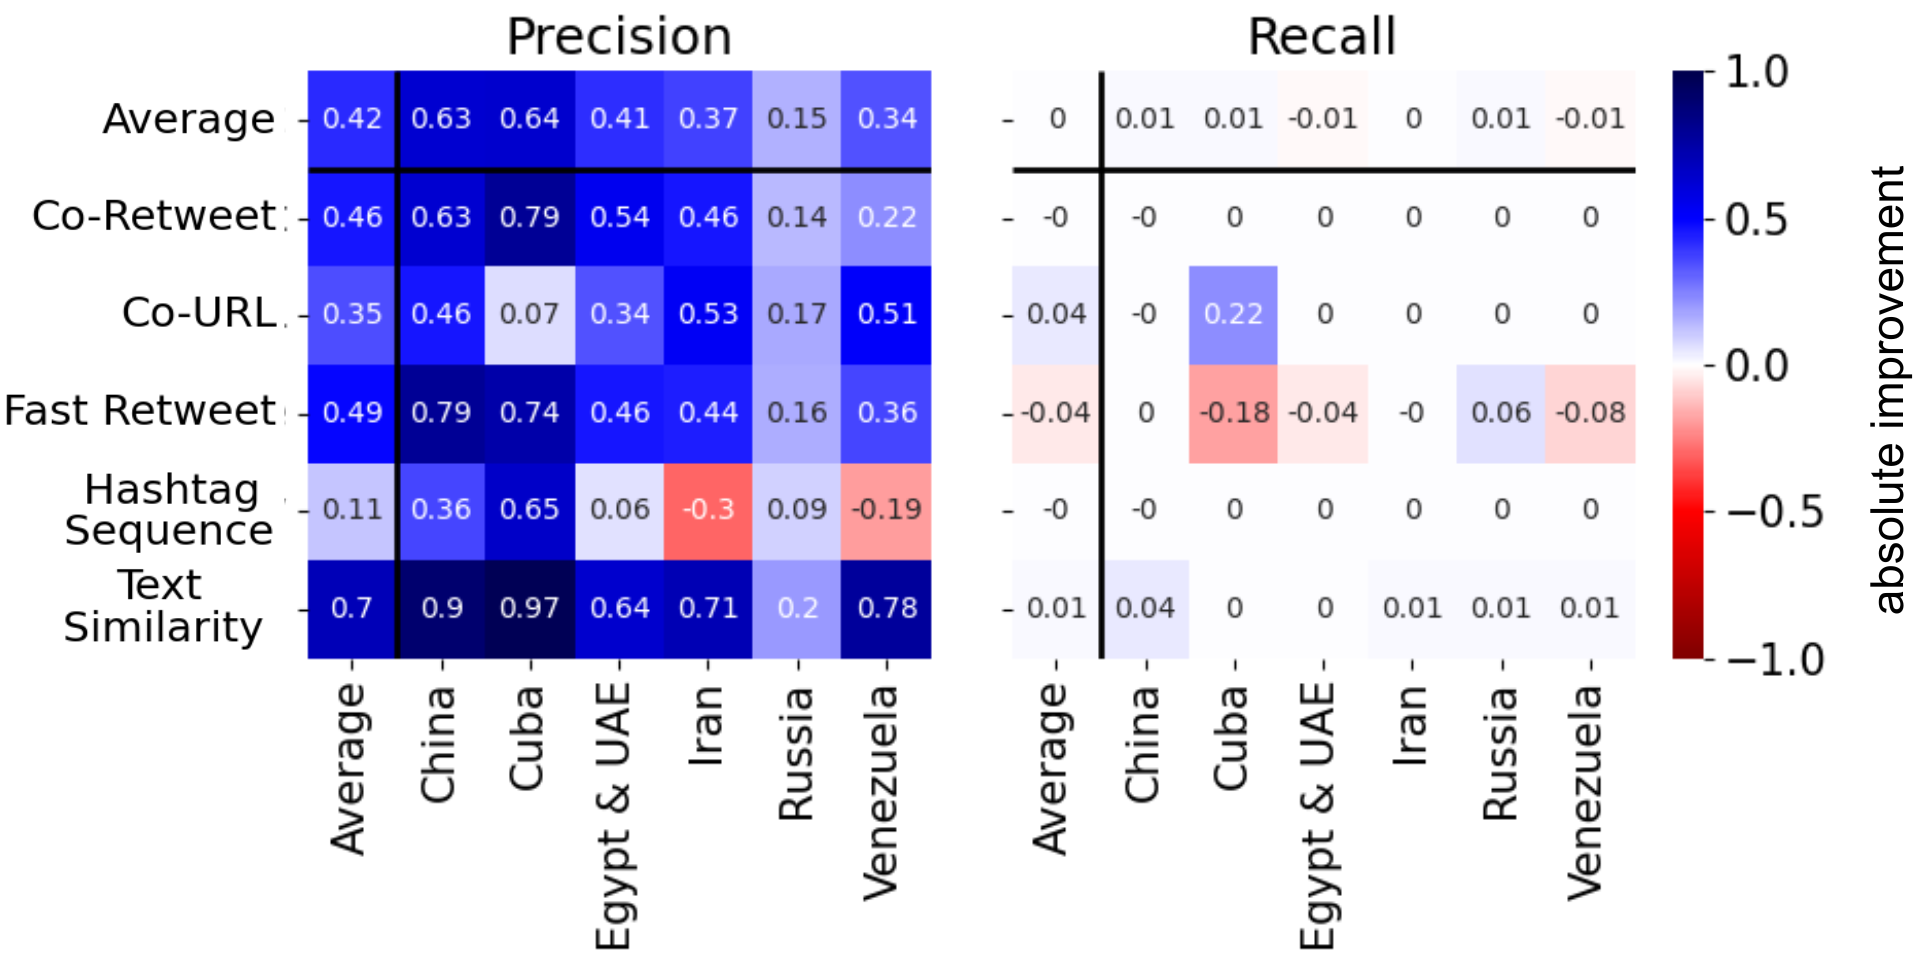 Precision Recall
Average 0.42 0.63 0.64 0.41 0.37 0.15 0.34 0 0.01 0.01 -0.01 0 0.01 -0.01
Co-Retweet 0.46 0.63 0.79 0.54 0.46 0.14 0.22 -0 -0 0 0 0 0 0
Co-URL 0.35 0.46 0.07 0.34 0.53 0.17 0.51 0.04 -0 0.22 0 0 0 0
Fast Retweet 0.49 0.79 0.74 0.46 0.44 0.16 0.36 -0.04 0 -0.18 -0.04 -0 0.06 -0.08
Hashtag
Sequence 0.11 0.36 0.65 0.06 -0.3 0.09 -0.19 -0 -0 0 0 0 0 0
Text
Similarity 0.7 0.9 0.97 0.64 0.71 0.2 0.78 0.01 0.04 0 0 0.01 0.01 0.01
Average China Cuba Egypt & UAE Iran Russia Venezuela
Average China Cuba Egypt & UAE Iran Russia Venezuela
1.0
0.5
0.0
−0.5
−1.0
absolute improvement